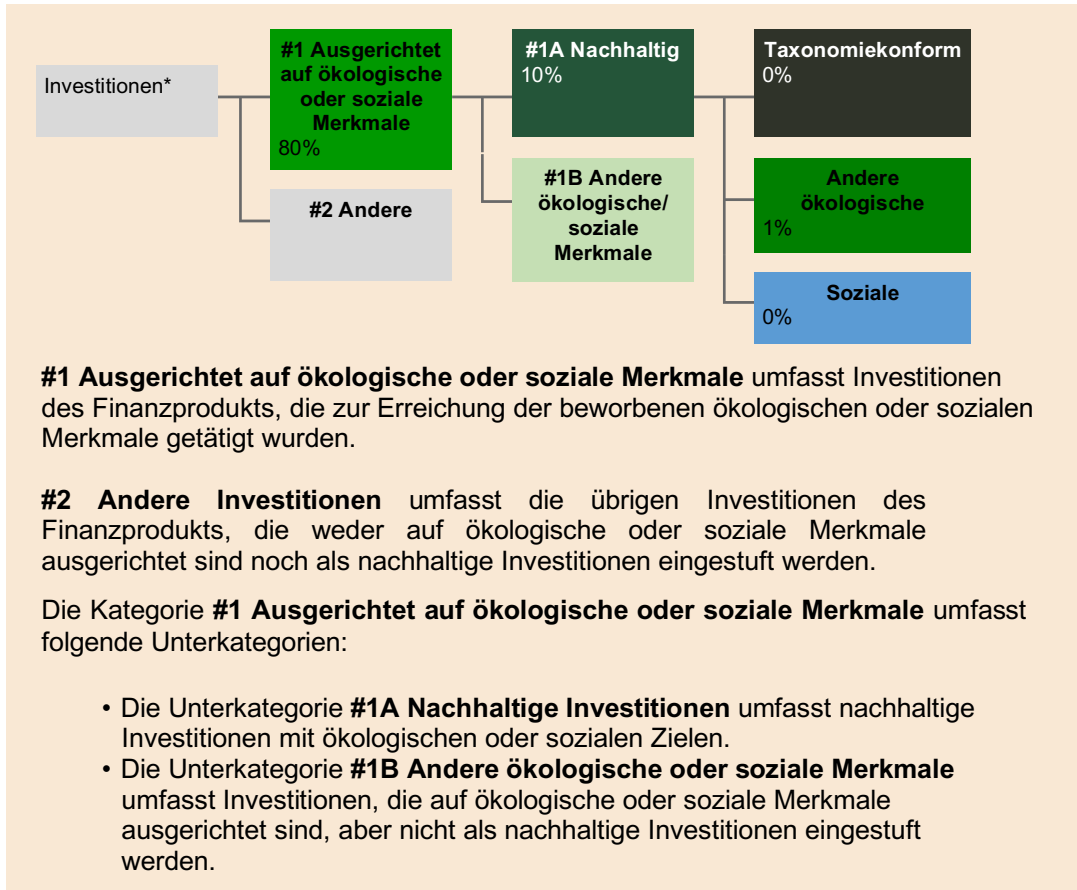 Investitionen*
#1 Ausgerichtet
auf ökologische
oder soziale
Merkmale
80%
#2 Andere
#1A Nachhaltig
10%
#1B Andere
ökologische/
soziale
Merkmale
Taxonomiekonform
0%
Andere
ökologische
1%
Soziale
0%
#1 Ausgerichtet auf ökologische oder soziale Merkmale umfasst Investitionen
des Finanzprodukts, die zur Erreichung der beworbenen ökologischen oder sozialen
Merkmale getätigt wurden.
#2 Andere Investitionen umfasst die übrigen Investitionen des
Finanzprodukts, die weder auf ökologische oder soziale Merkmale
ausgerichtet sind noch als nachhaltige Investitionen eingestuft werden.
Die Kategorie #1 Ausgerichtet auf ökologische oder soziale Merkmale umfasst
folgende Unterkategorien:
• Die Unterkategorie #1A Nachhaltige Investitionen umfasst nachhaltige
Investitionen mit ökologischen oder sozialen Zielen.
• Die Unterkategorie #1B Andere ökologische oder soziale Merkmale
umfasst Investitionen, die auf ökologische oder soziale Merkmale
ausgerichtet sind, aber nicht als nachhaltige Investitionen eingestuft
werden.